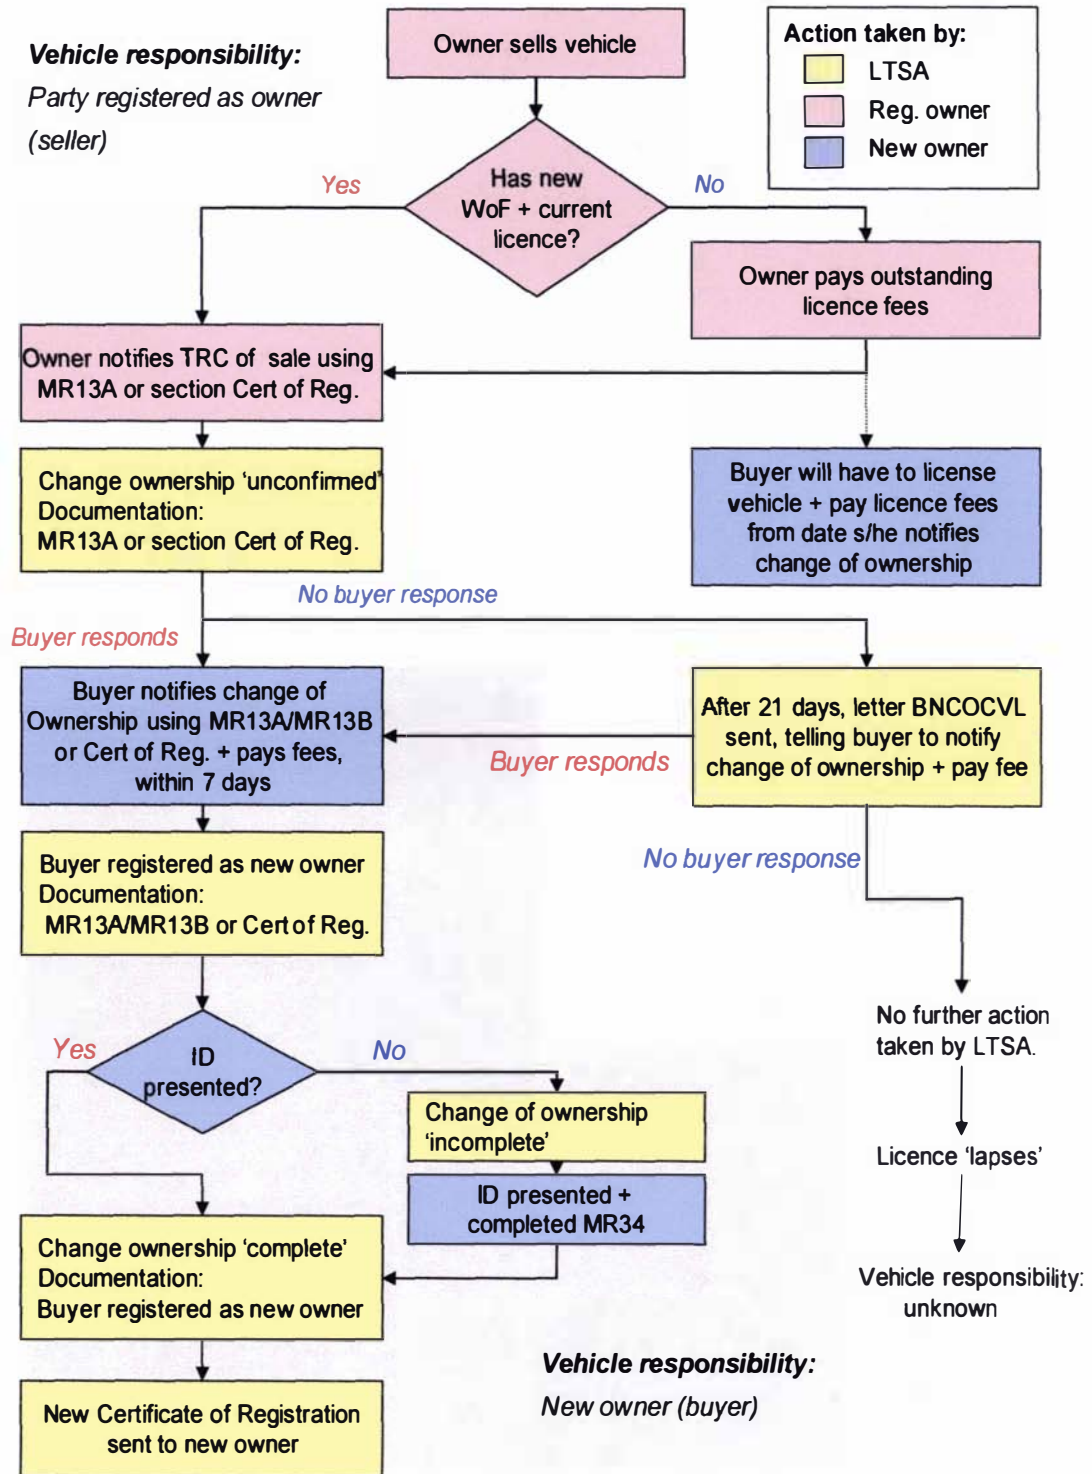 Owner sells vehicle
Vehicle responsibility:
Party registered as owner
(seller)
Action taken by:
LTSA
Reg. owner
New owner
Yes
Has new
WoF + current
licence?
No
Owner pays outstanding
licence fees
Owner notifies TRC of sale using
MR13A or section Cert of Reg.
Change ownership ‘unconfirmed’
Documentation:
MR13A or section Cert of Reg.
Buyer will have to license
vehicle + pay licence fees
from date s/he notifies
change of ownership
No buyer response
Buyer responds
Buyer notifies change of
Ownership using MR13A/MR13B
or Cert of Reg. + pays fees,
within 7 days
After 21 days, letter BNCOCVL
sent, telling buyer to notify
change of ownership + pay fee
Buyer responds
Buyer registered as new owner
Documentation:
MR13A/MR13B or Cert of Reg.
No buyer response
Yes
ID
presented?
No
Change of ownership
‘incomplete’
ID presented +
completed MR34
No further action
taken by LTSA.
Licence ‘lapses’
Vehicle responsibility:
unknown
Change ownership ‘complete’
Documentation:
Buyer registered as new owner
Vehicle responsibility:
New owner (buyer)
New Certificate of Registration
sent to new owner